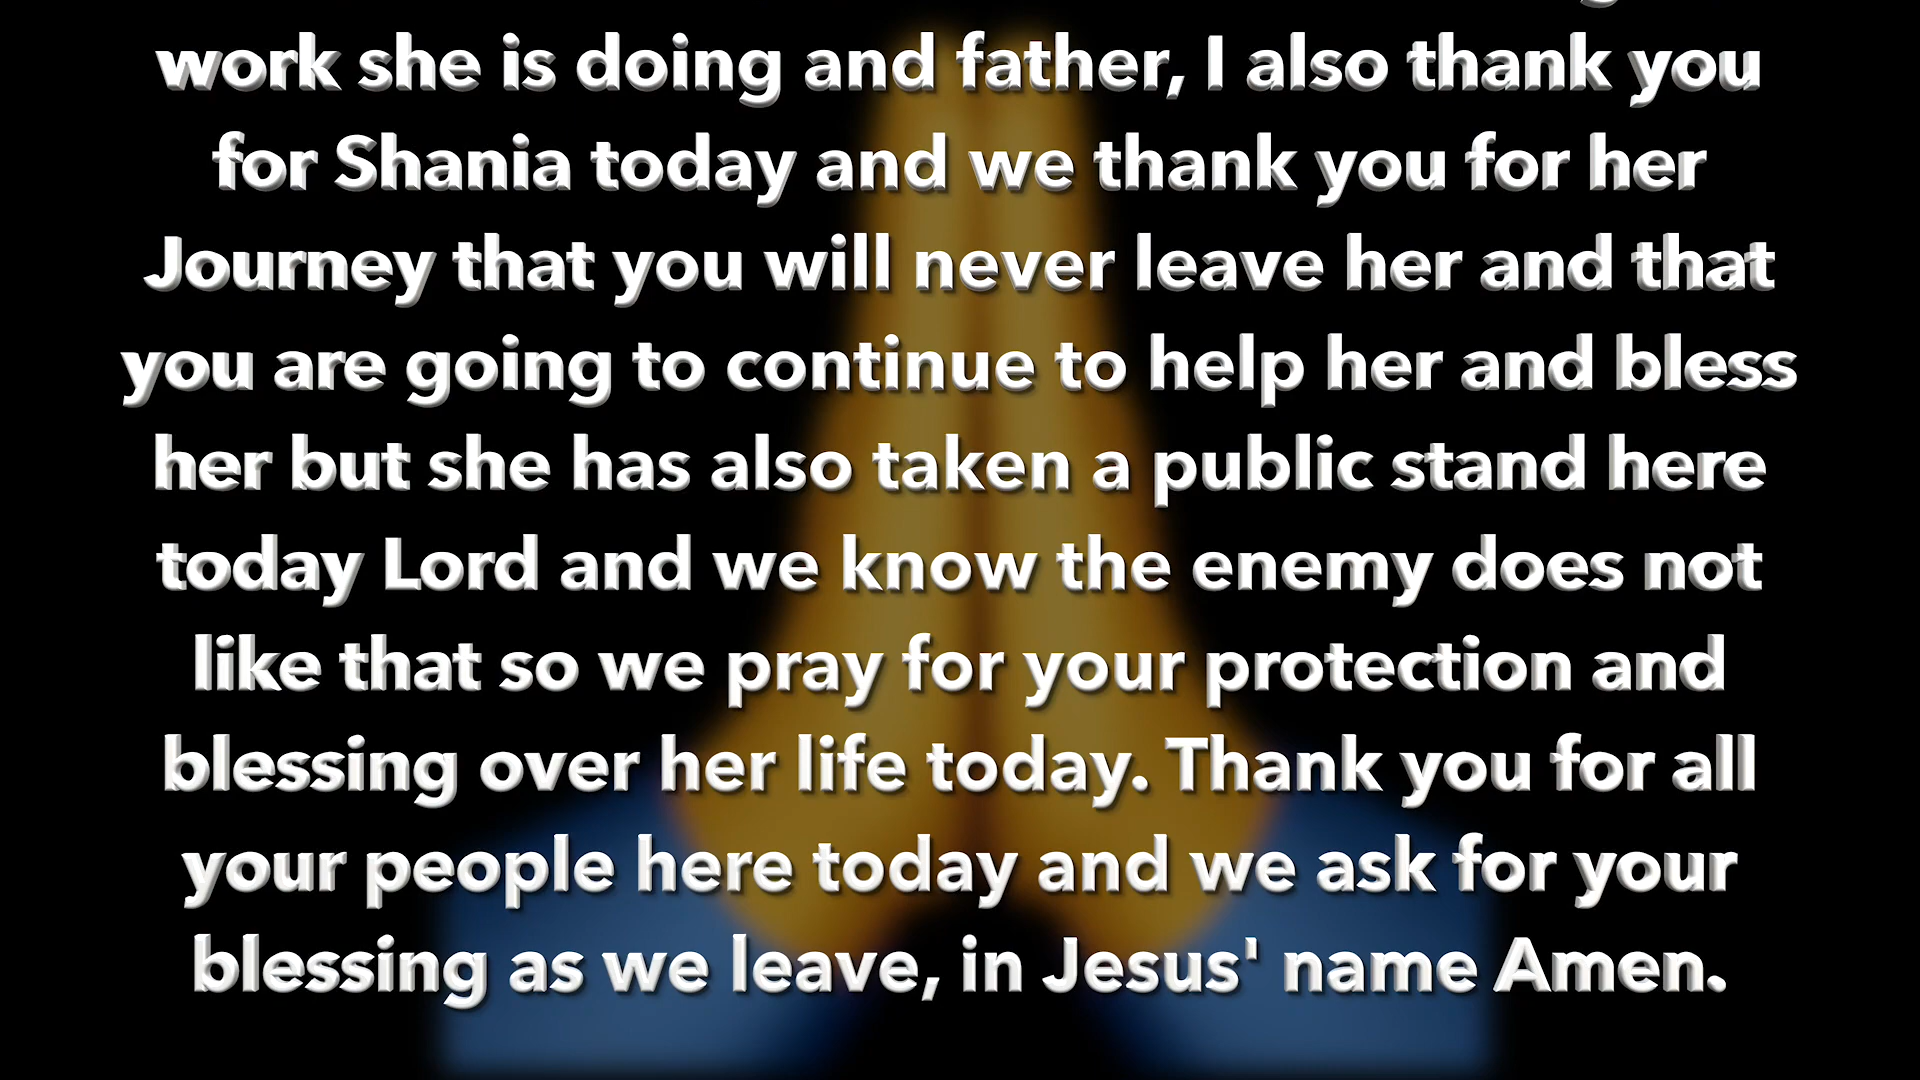 work she is doing and father, I also thank you
for Shania today and we thank you for her
Journey that you will never leave her and that
you are going to continue to help her and bless
her but she has also taken a public stand here
today Lord and we know the enemy does not
like that so we pray for your protection and
blessing over her life today. Thank you for all
your people here today and we ask for your
blessing as we leave, in Jesus' name Amen.